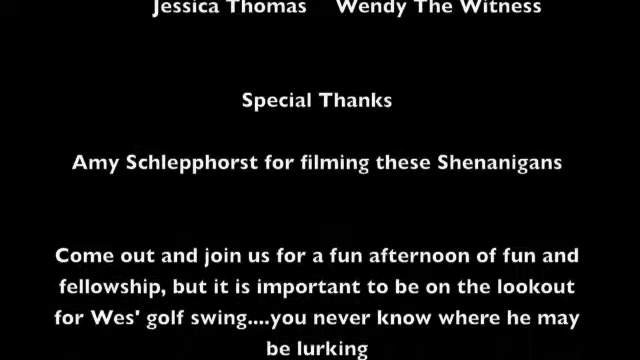 Jessica Thomas Wendy The Witness
Special Thanks
Amy Schlepphorst for filming these Shenanigans
Come out and join us for a fun afternoon of fun and
fellowship, but it is important to be on the lookout
for Wes' golf swing....you never know where he may
be lurking